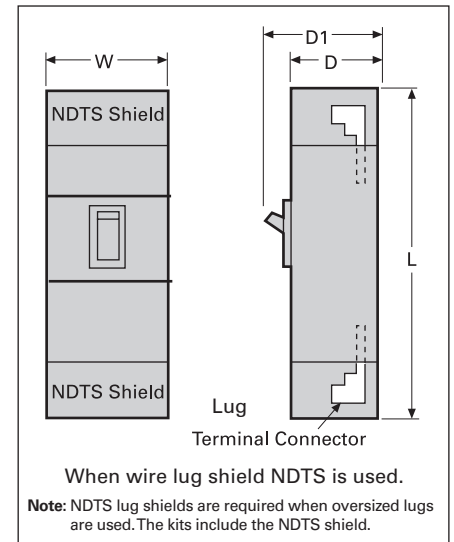 D1
W
D
NDTS Shield
L
NDTS Shield
Lug
Terminal Connector
When wire lug shield NDTS is used.
Note: NDTS lug shields are required when oversized lugs
are used. The kits include the NDTS shield.